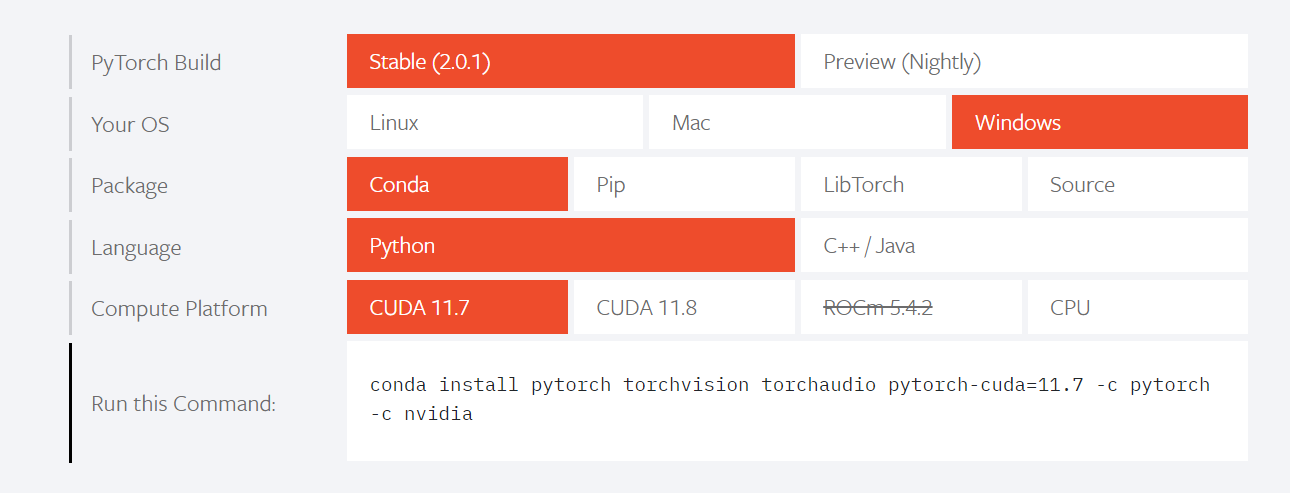 PyTorch Build Stable (2.0.1) Preview (Nightly)
Your OS Linux Mac Windows
Package Conda Pip LibTorch Source
Language Python C++ / Java
Compute Platform CUDA 11.7 CUDA 11.8 ROCm 5.4.2 CPU
Run this Command: conda install pytorch torchvision torchaudio pytorch-cuda=11.7 -c pytorch
-c nvidia